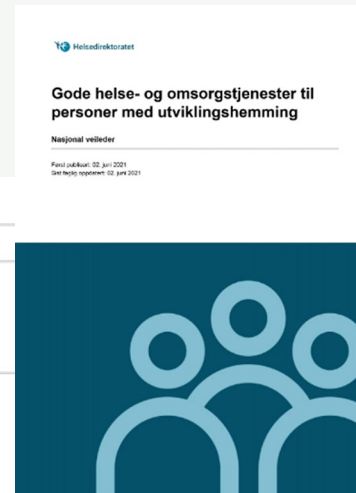 Helsedirektoratet
Gode helse- og omsorgstjenester til
personer med utviklingshemming
Nasjonal veileder
Først publisert: 02. juni 2021
Sist faglig oppdatert: 02. juni 2021